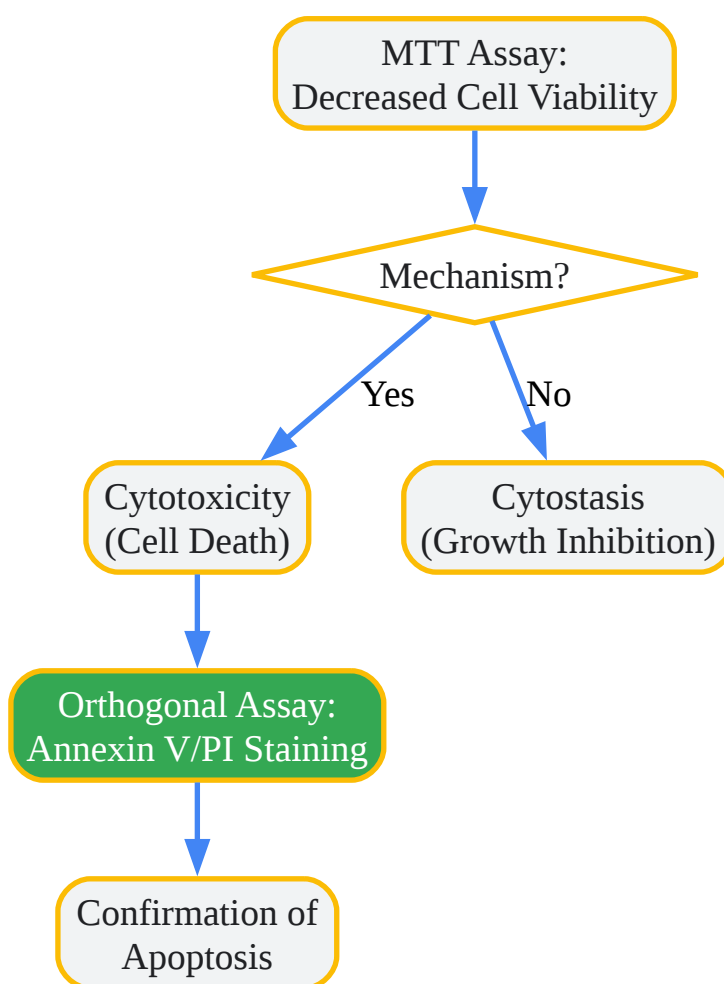 MTT Assay:
Decreased Cell Viability
Mechanism?
Yes
No
Cytotoxicity
(Cell Death)
Cytostasis
(Growth Inhibition)
Orthogonal Assay:
Annexin V/PI Staining
Confirmation of
Apoptosis